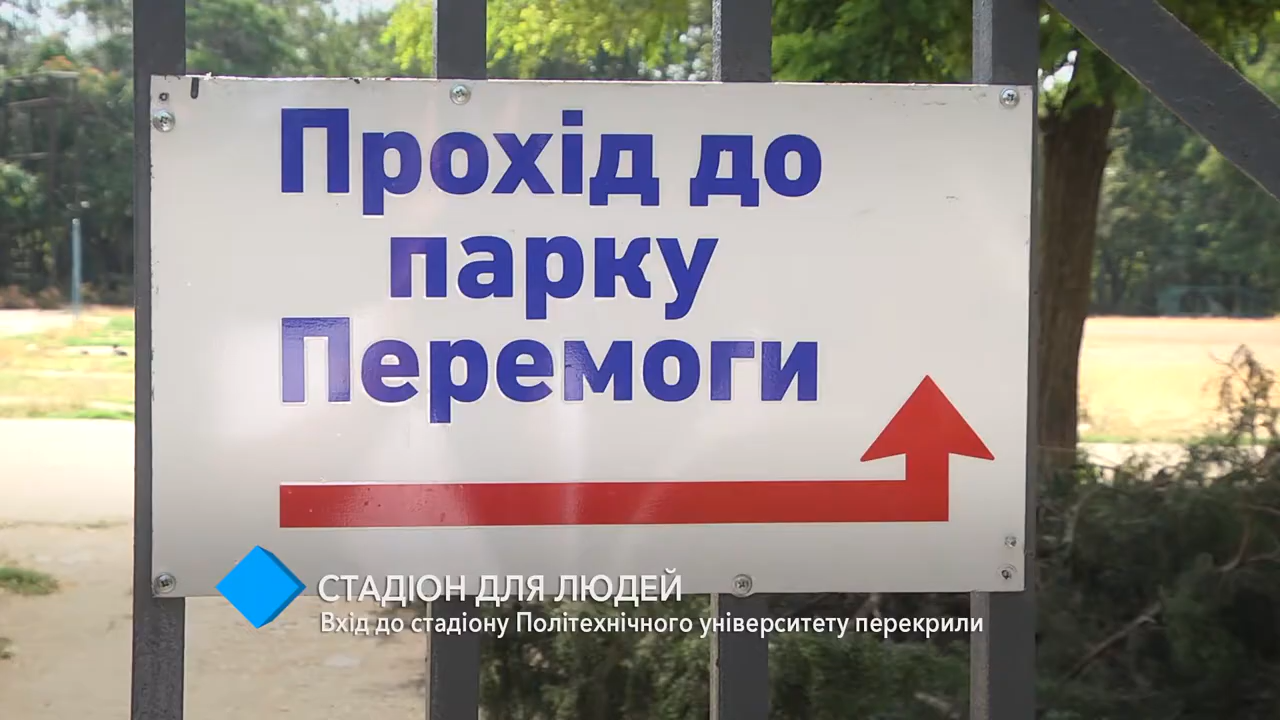 Прохід до
парку
Перемоги
СТАДІОН ДЛЯ ЛЮДЕЙ
Вхід до стадіону Політехнічного університету перекрили